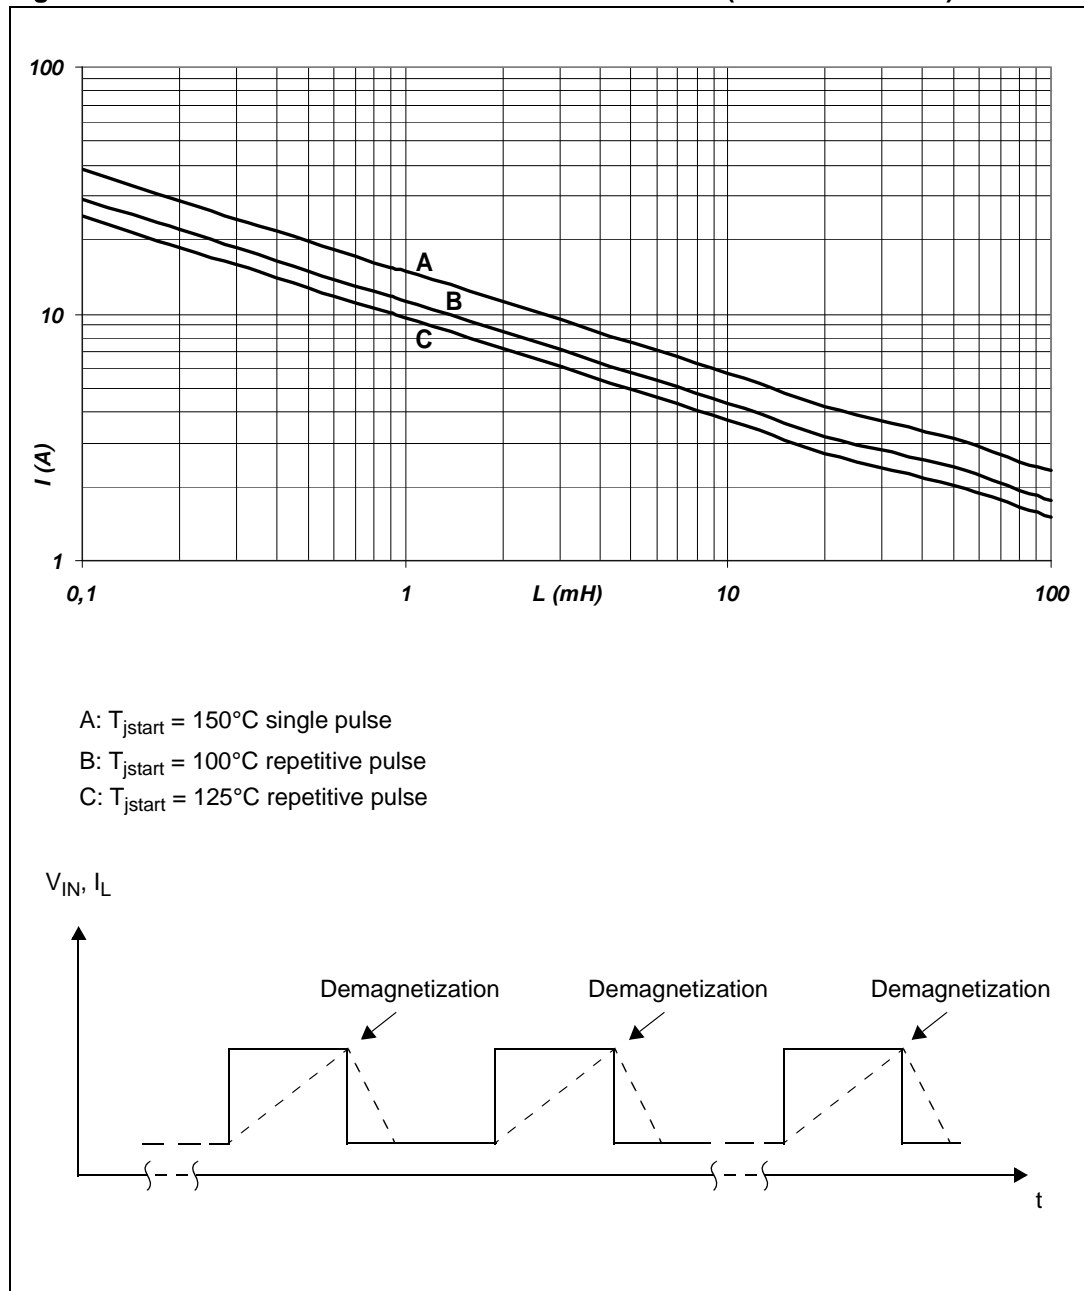 100
A
B
10
C
I (A)
1
0,1 1 L (mH) 10 100
A: Tjstart = 150°C single pulse
B: Tjstart = 100°C repetitive pulse
C: Tjstart = 125°C repetitive pulse
VIN, IL
Demagnetization Demagnetization Demagnetization
t